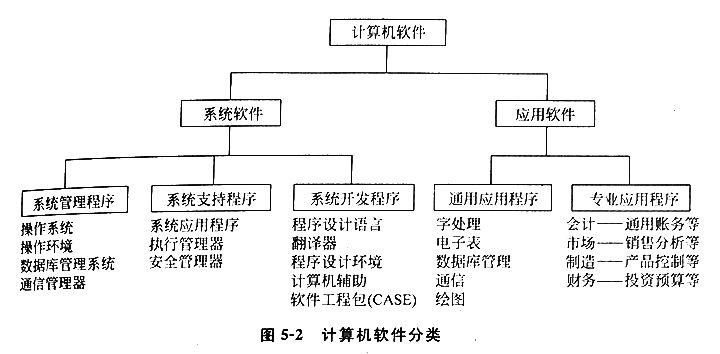 计算机软件
系统软件
应用软件
系统管理程序
系统支持程序
系统开发程序
通用应用程序
专业应用程序
操作系统
操作环境
数据库管理系统
通信管理器
系统应用程序
执行管理器
安全管理器
程序设计语言
翻译器
程序设计环境
计算机辅助
软件工程包(CASE)
字处理
电子表
数据库管理
通信
绘图
会计——通用账务等
市场——销售分析等
制造——产品控制等
财务——投资预算等
图 5-2 计算机软件分类